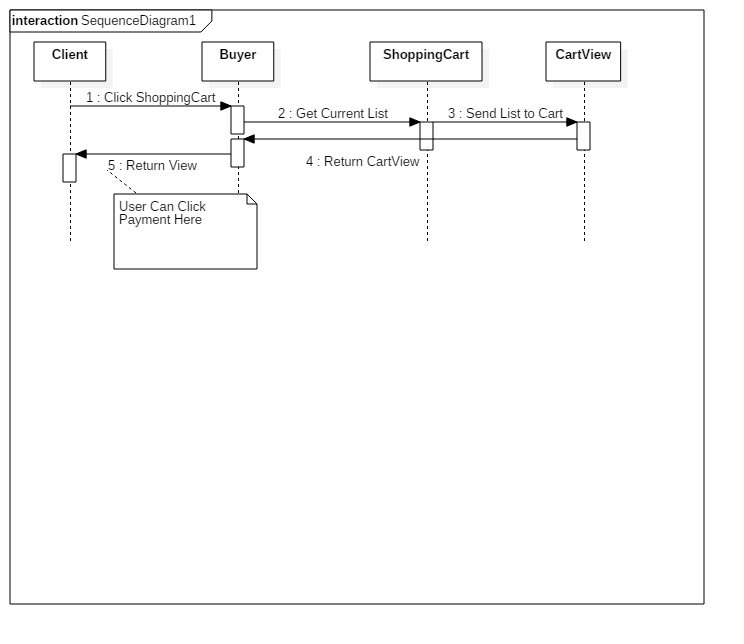 interaction SequenceDiagram1
Client
Buyer
ShoppingCart
CartView
1 : Click ShoppingCart
2 : Get Current List
3 : Send List to Cart
4 : Return CartView
5 : Return View
User Can Click
Payment Here